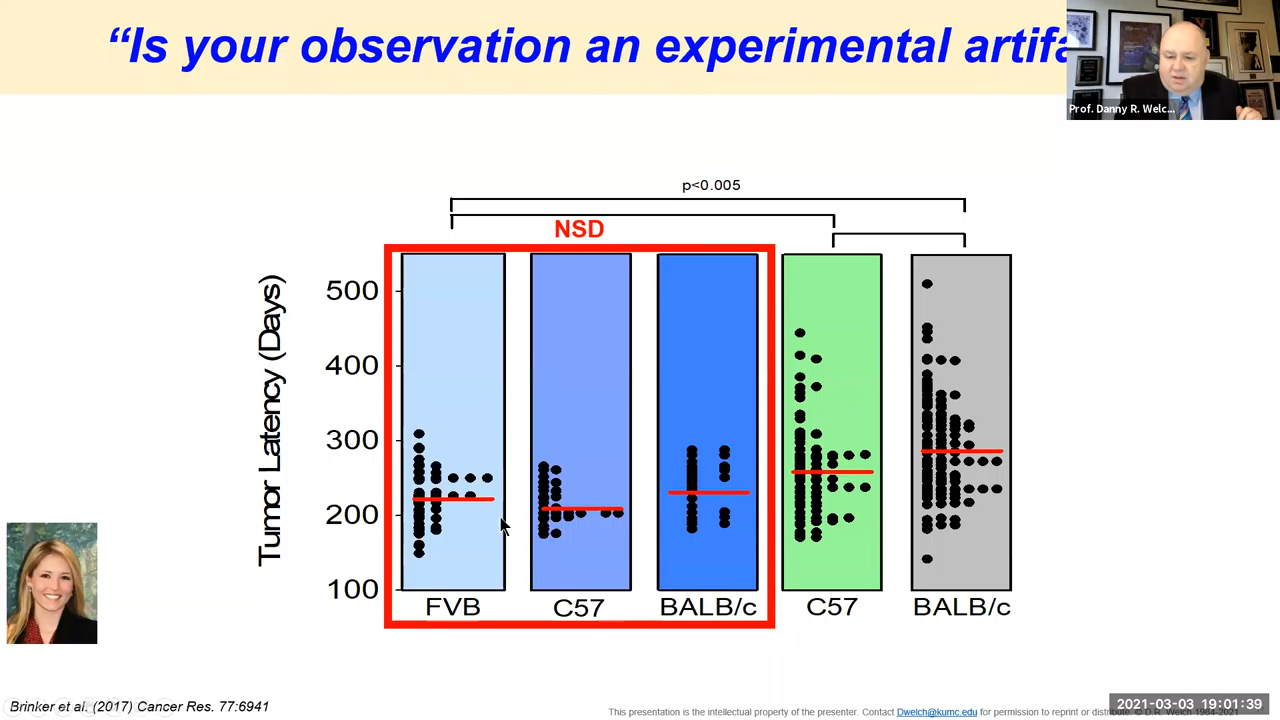 “Is your observation an experimental artifa
Prof. Danny R. Welc...
p<0.005
NSD
Tumor Latency (Days)
500
400
300
200
100
FVB
C57
BALB/c
C57
BALB/c
Brinker et al. (2017) Cancer Res. 77:6941
This presentation is the intellectual property of the presenter. Contact Dwelch@kumc.edu for permission to reprint or distribute. © D.R. Welch 1984-2021
2021-03-03 19:01:39